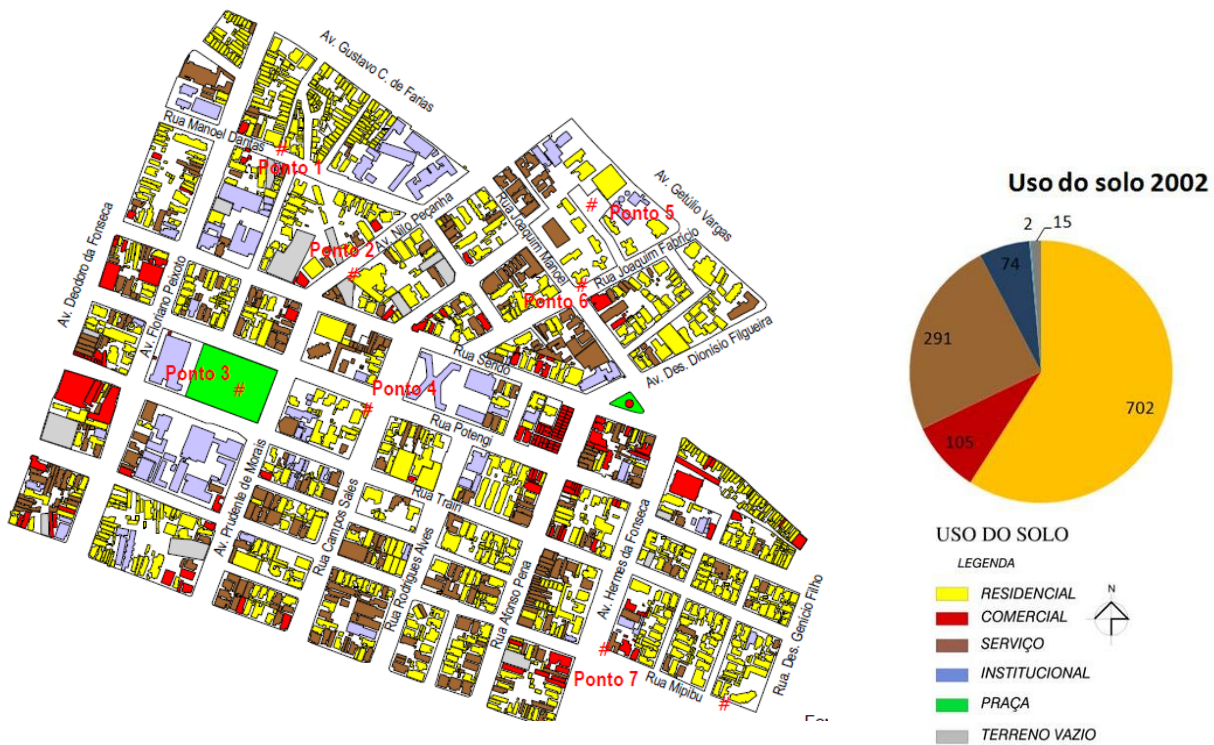 Av. Gustavo C. de Farias
Rua Manoel Dantas
#
Ponto 1
Av. Nilo Peçanha
Rua Joaquim Manoel
Av. Getúlio Vargas
#
Ponto 5
Ponto 2
#
Rua Joaquim Fabricio
Ponto 6
#
Av. Deodoro da Fonseca
Av. Floriano Peixoto
Av. Des. Dionísio Filgueira
Rua Seridó
Ponto 3
#
Ponto 4
#
Rua Potengi
Rua Trairi
Av. Prudente de Morais
Rua Campos Sales
Rua Rodrigues Alves
Rua Afonso Pena
Av. Hermes da Fonseca
Rua. Des. Genício Filho
#
Ponto 7
Rua Mipibu
#
Uso do solo 2002
2
15
74
291
105
702
USO DO SOLO
LEGENDA
N
RESIDENCIAL
COMERCIAL
SERVIÇO
INSTITUCIONAL
PRAÇA
TERRENO VAZIO